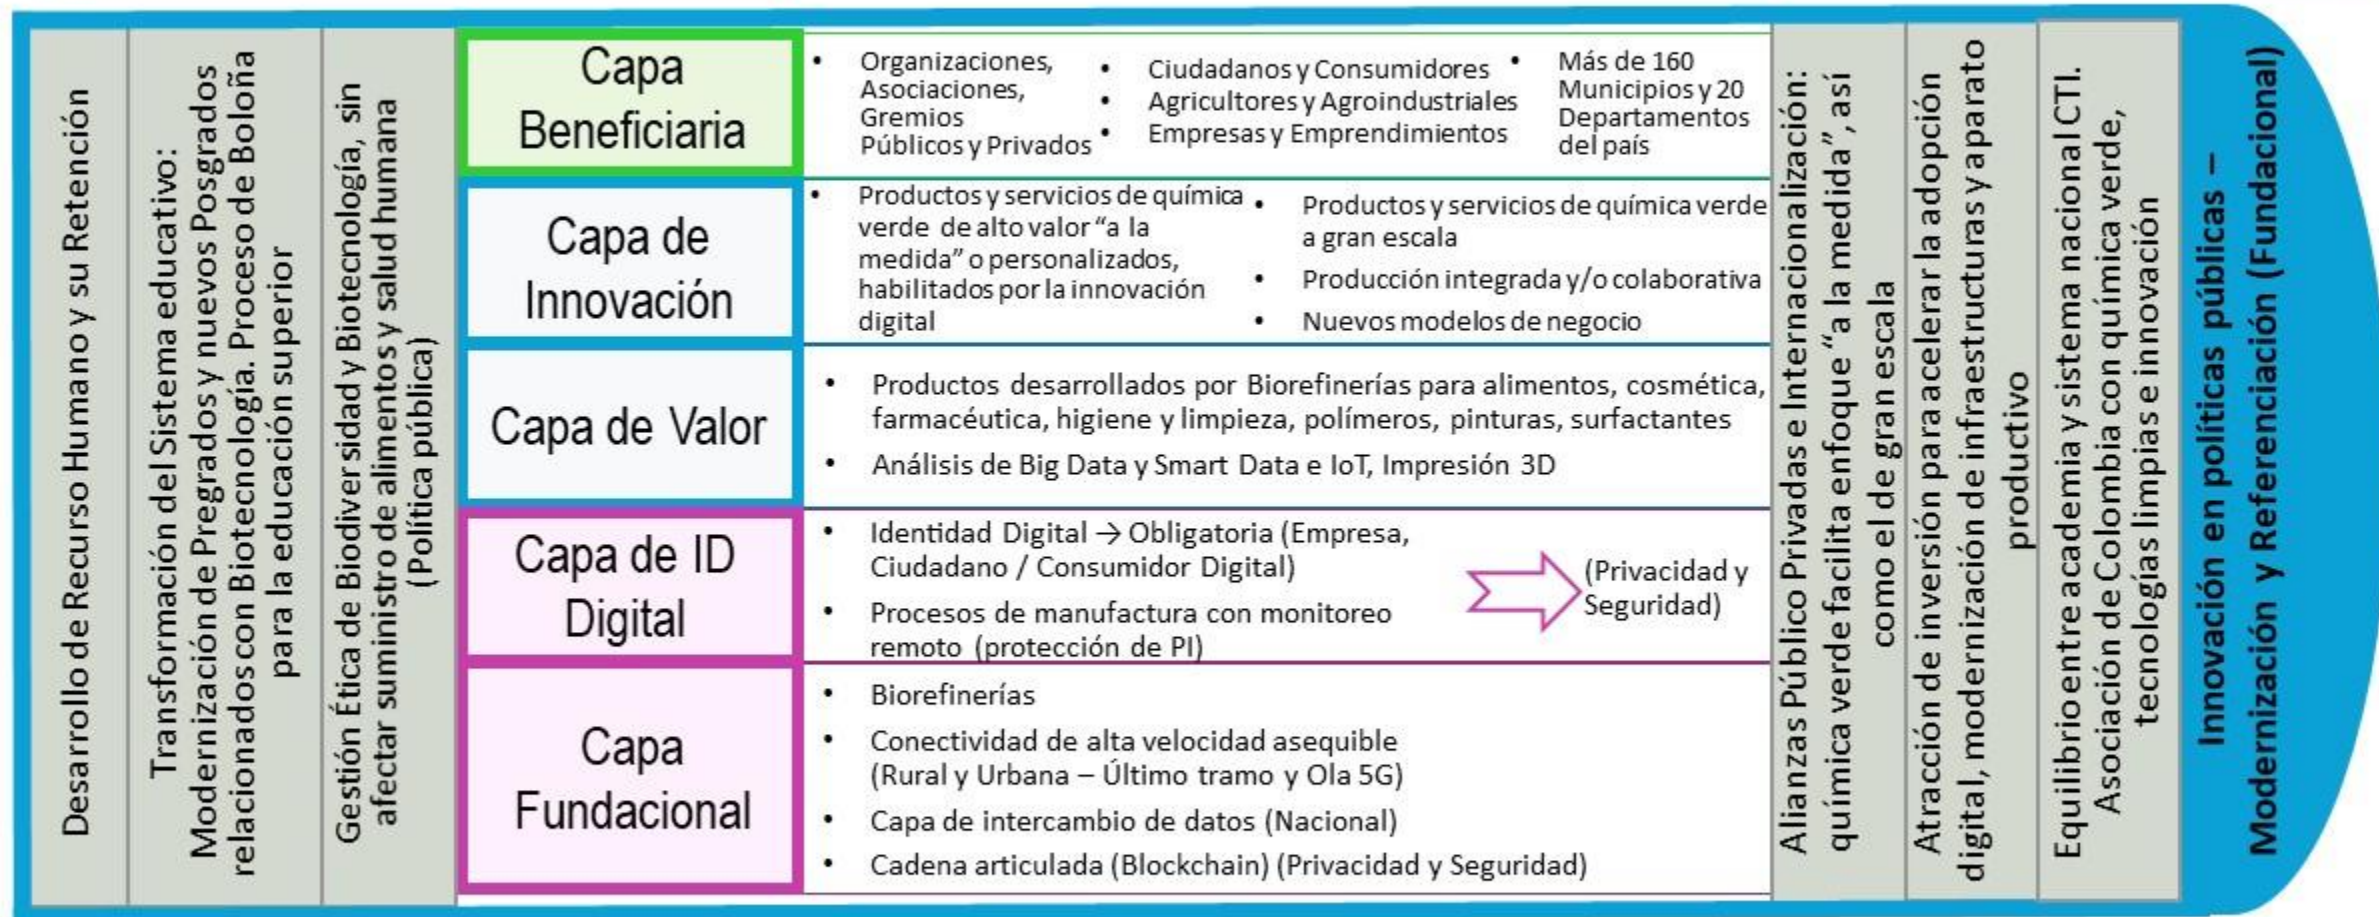 Desarrollo de Recurso Humano y su Retención
Transformación del Sistema educativo:
Modernización de Pregrados y nuevos Posgrados
relacionados con Biotecnología. Proceso de Boloña
para la educación superior
Gestión Ética de Biodiversidad y Biotecnología, sin
afectar suministro de alimentos y salud humana
(Política pública)
Capa
Beneficiaria
• Organizaciones,
Asociaciones,
Gremios
Públicos y Privados
• Ciudadanos y Consumidores
• Agricultores y Agroindustriales
• Empresas y Emprendimientos
• Más de 160
Municipios y 20
Departamentos
del país
Capa de
Innovación
• Productos y servicios de química
verde de alto valor “a la
medida” o personalizados,
habilitados por la innovación
digital
• Productos y servicios de química verde
a gran escala
• Producción integrada y/o colaborativa
• Nuevos modelos de negocio
Capa de Valor
• Productos desarrollados por Biorefinerías para alimentos, cosmética,
farmacéutica, higiene y limpieza, polímeros, pinturas, surfactantes
• Análisis de Big Data y Smart Data e IoT, Impresión 3D
Capa de ID
Digital
• Identidad Digital → Obligatoria (Empresa,
Ciudadano / Consumidor Digital)
• Procesos de manufactura con monitoreo
remoto (protección de PI)
(Privacidad y
Seguridad)
Capa
Fundacional
• Biorefinerías
• Conectividad de alta velocidad asequible
(Rural y Urbana – Último tramo y Ola 5G)
• Capa de intercambio de datos (Nacional)
• Cadena articulada (Blockchain) (Privacidad y Seguridad)
Alianzas Público Privadas e Internacionalización:
química verde facilita enfoque “a la medida”, así
como el de gran escala
Atracción de inversión para acelerar la adopción
digital, modernización de infraestructuras y aparato
productivo
Equilibrio entre academia y sistema nacional CTI.
Asociación de Colombia con química verde,
tecnologías limpias e innovación
Innovación en políticas públicas –
Modernización y Referenciación (Fundacional)